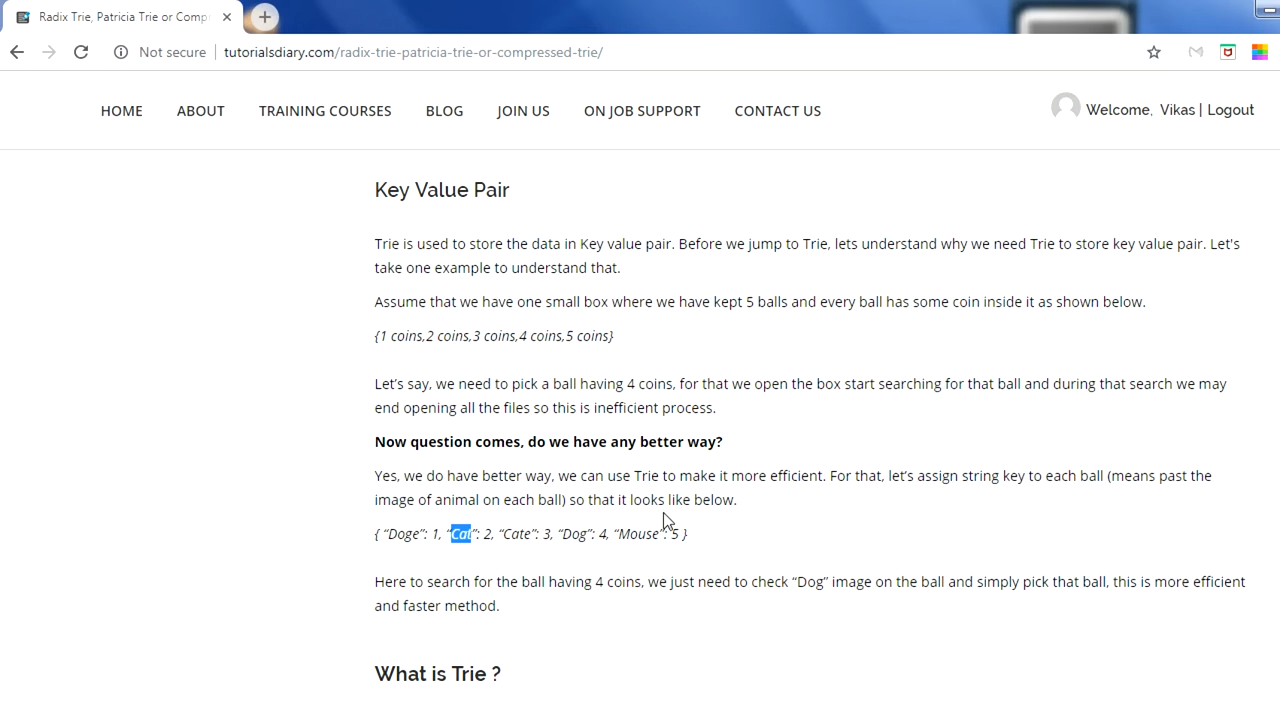 Radix Trie, Patricia Trie or Comp
Not secure
tutorialsdiary.com/radix-trie-patricia-trie-or-compressed-trie/
HOME ABOUT TRAINING COURSES BLOG JOIN US ON JOB SUPPORT CONTACT US
Welcome, Vikas | Logout
Key Value Pair
Trie is used to store the data in Key value pair. Before we jump to Trie, lets understand why we need Trie to store key value pair. Let's
take one example to understand that.
Assume that we have one small box where we have kept 5 balls and every ball has some coin inside it as shown below.
{1 coins,2 coins,3 coins,4 coins,5 coins}
Let’s say, we need to pick a ball having 4 coins, for that we open the box start searching for that ball and during that search we may
end opening all the files so this is inefficient process.
Now question comes, do we have any better way?
Yes, we do have better way, we can use Trie to make it more efficient. For that, let’s assign string key to each ball (means past the
image of animal on each ball) so that it looks like below.
{ “Doge”: 1, “Cat”: 2, “Cate”: 3, “Dog”: 4, “Mouse”: 5 }
Here to search for the ball having 4 coins, we just need to check “Dog” image on the ball and simply pick that ball, this is more efficient
and faster method.
What is Trie ?